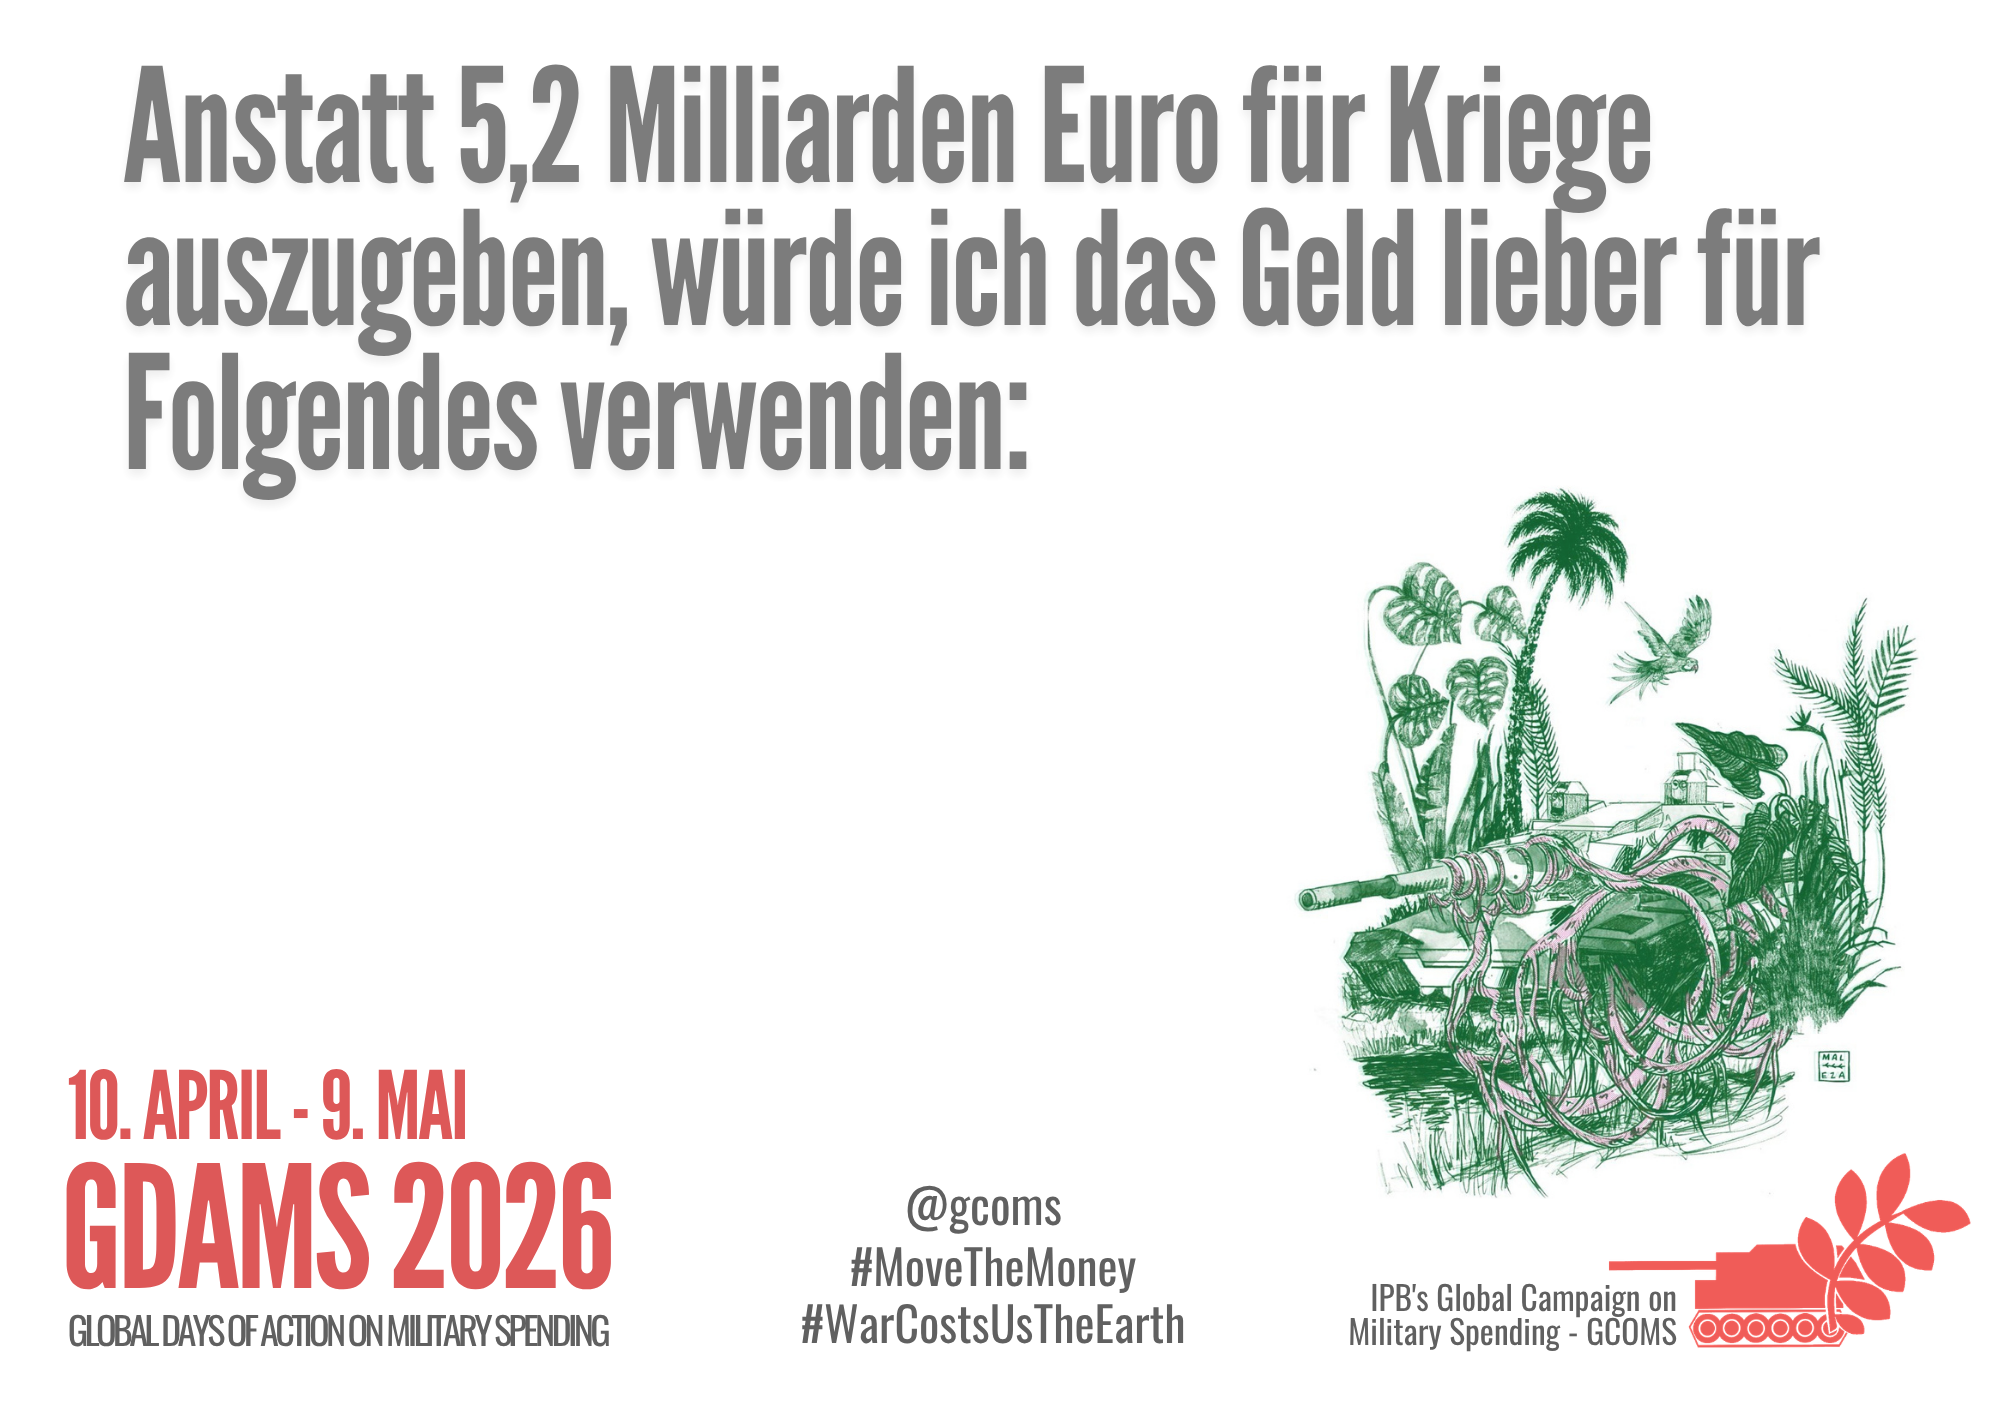 Anstatt 5,2 Milliarden Euro für Kriege
auszugeben, würde ich das Geld lieber für
Folgendes verwenden:
MAL
EZA
10. APRIL - 9. MAI
GDAMS 2026
GLOBAL DAYS OF ACTION ON MILITARY SPENDING
@gcoms
#MoveTheMoney
#WarCostsUsTheEarth
IPB's Global Campaign on
Military Spending - GCOMS